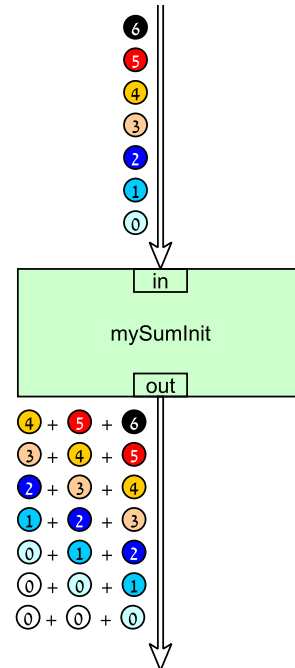 6
5
4
3
2
1
0
in
mySumInit
out
4 + 5 + 6
3 + 4 + 5
2 + 3 + 4
1 + 2 + 3
0 + 1 + 2
0 + 0 + 1
0 + 0 + 0